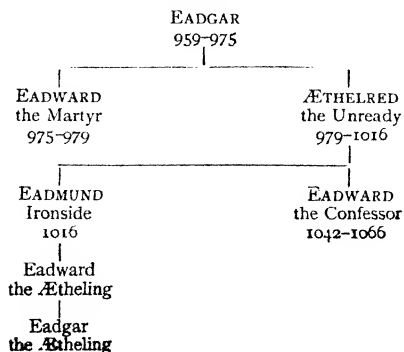 EADGAR
959-975
EADWARD
the Martyr
975-979
ÆTHELRED
the Unready
979-1016
EADMUND
Ironside
1016
EADWARD
the Confessor
1042-1066
Eadward
the Ætheling
Eadgar
the Ætheling